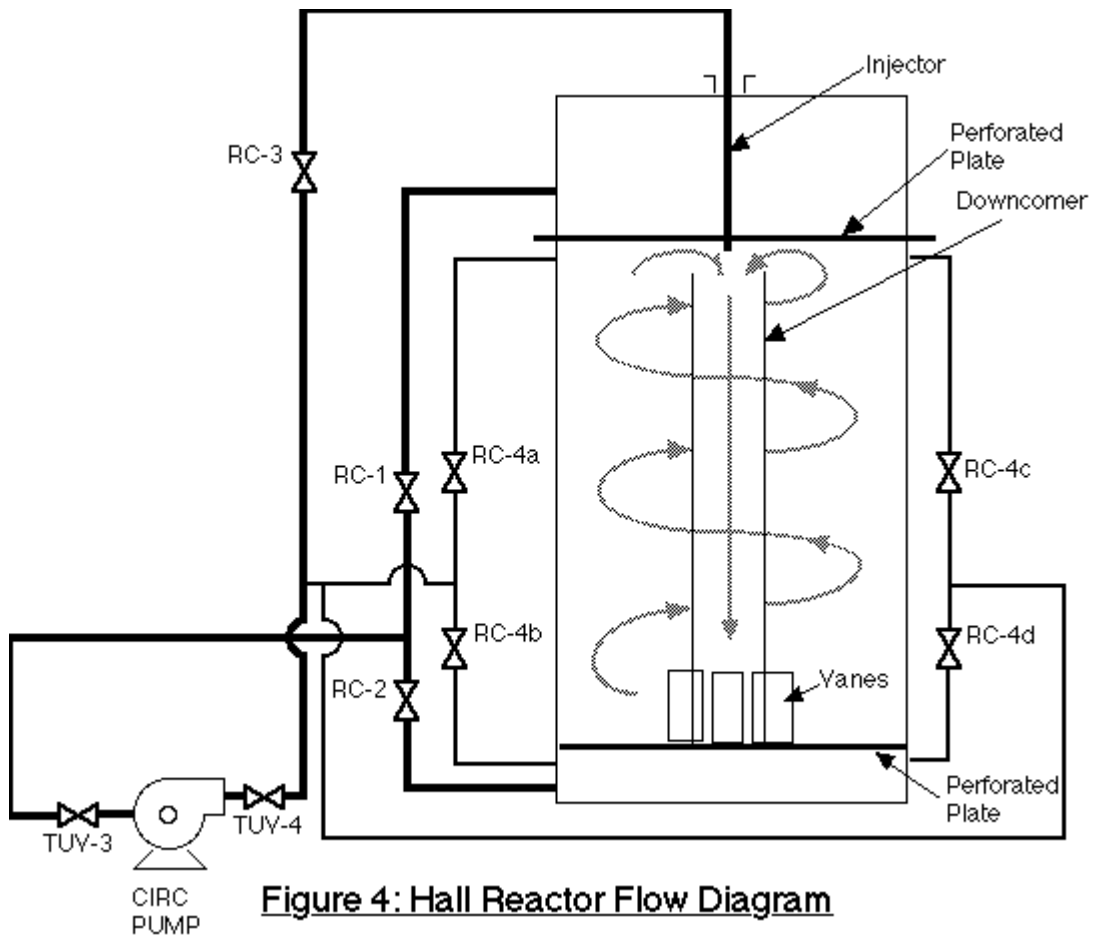 Injector
Perforated
Plate
Downcomer
RC-3
RC-4a
RC-1
RC-4c
RC-4b
RC-4d
RC-2
Vanes
Perforated
Plate
TUV-3
TUV-4
CIRC
PUMP
Figure 4: Hall Reactor Flow Diagram